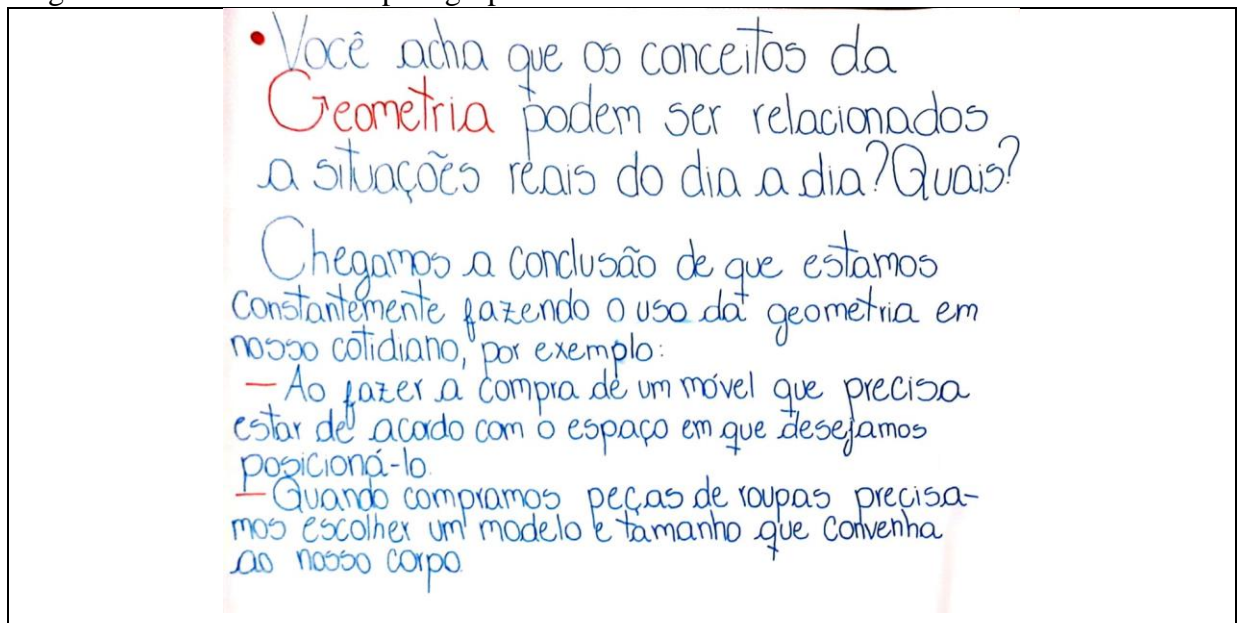 • Você acha que os conceitos da
Geometria podem ser relacionados
a situações reais do dia a dia? Quais?
Chegamos a conclusão de que estamos
constantemente fazendo o uso da geometria em
nosso cotidiano, por exemplo:
— Ao fazer a compra de um móvel que precisa
estar de acordo com o espaço em que desejamos
posicioná-lo.
— Quando compramos peças de roupas precisa-
mos escolher um modelo e tamanho que convenha
ao nosso corpo